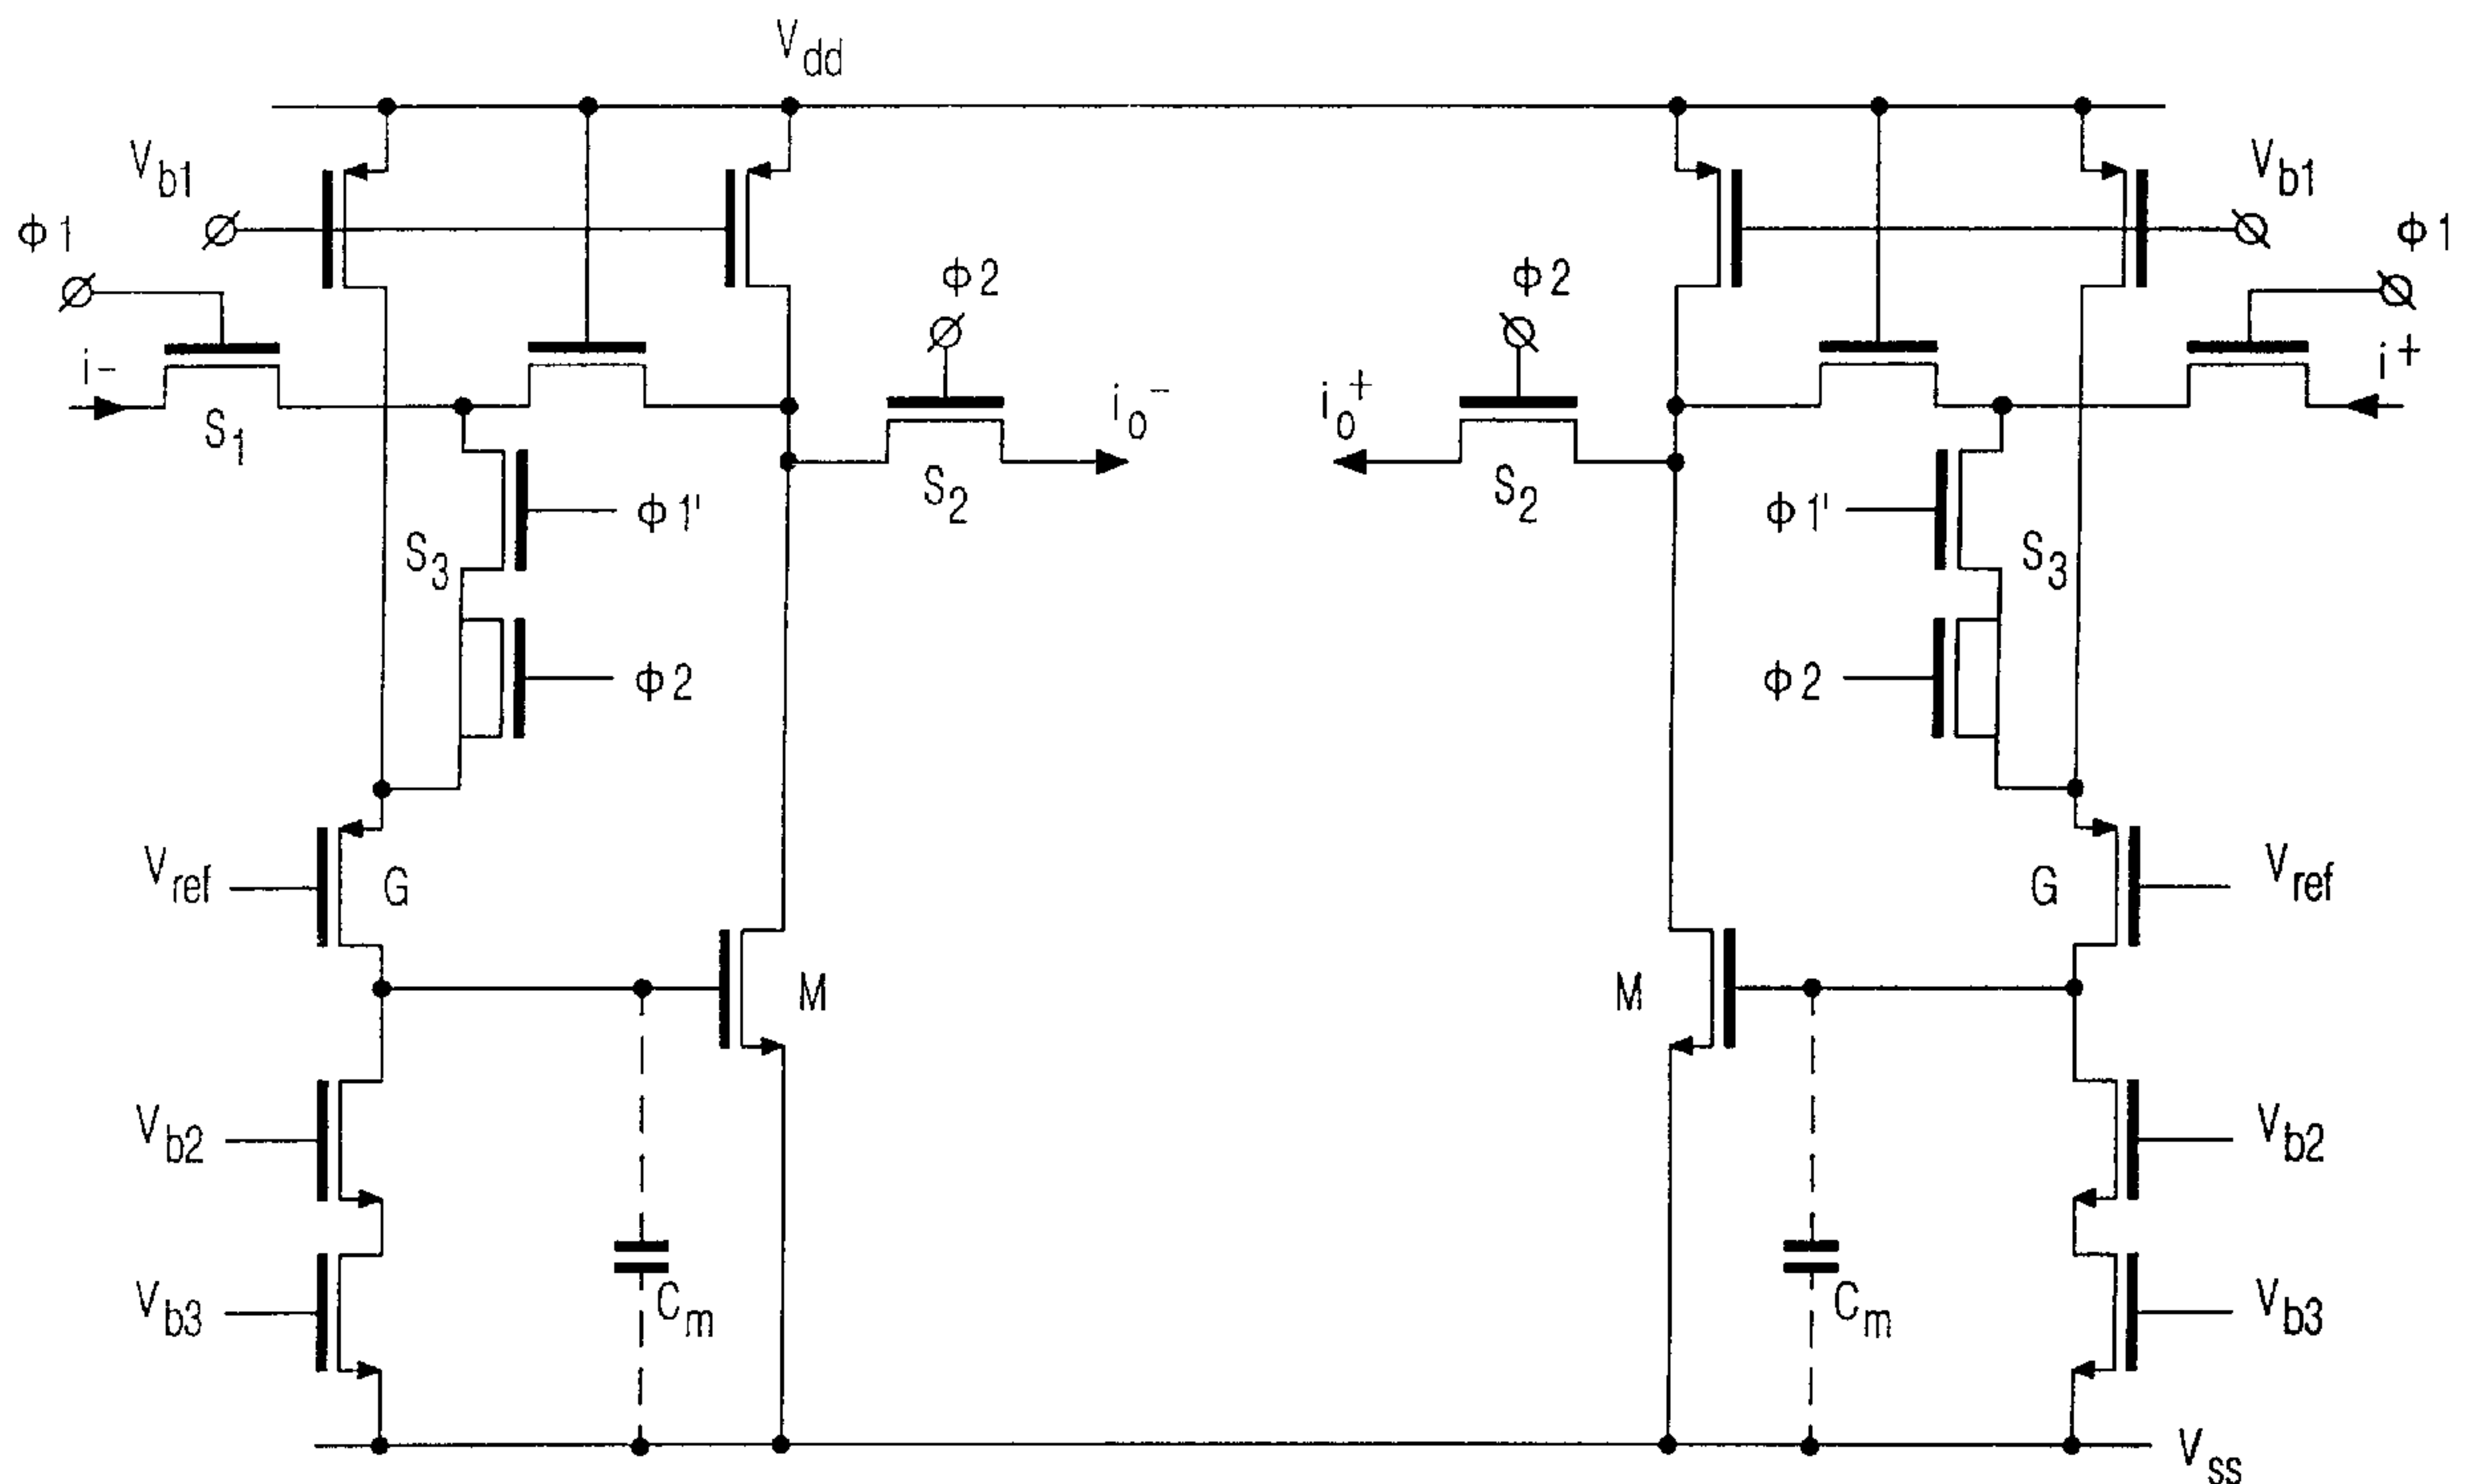 Vdd
Vb1
Vb1
ϕ1
ϕ1
ϕ2
ϕ2
i-
S1
io-
io+
i+
S2
S2
ϕ1'
ϕ1'
S3
S3
ϕ2
ϕ2
Vref
G
G
Vref
M
M
Vb2
Vb2
Vb3
Cm
Cm
Vb3
Vss